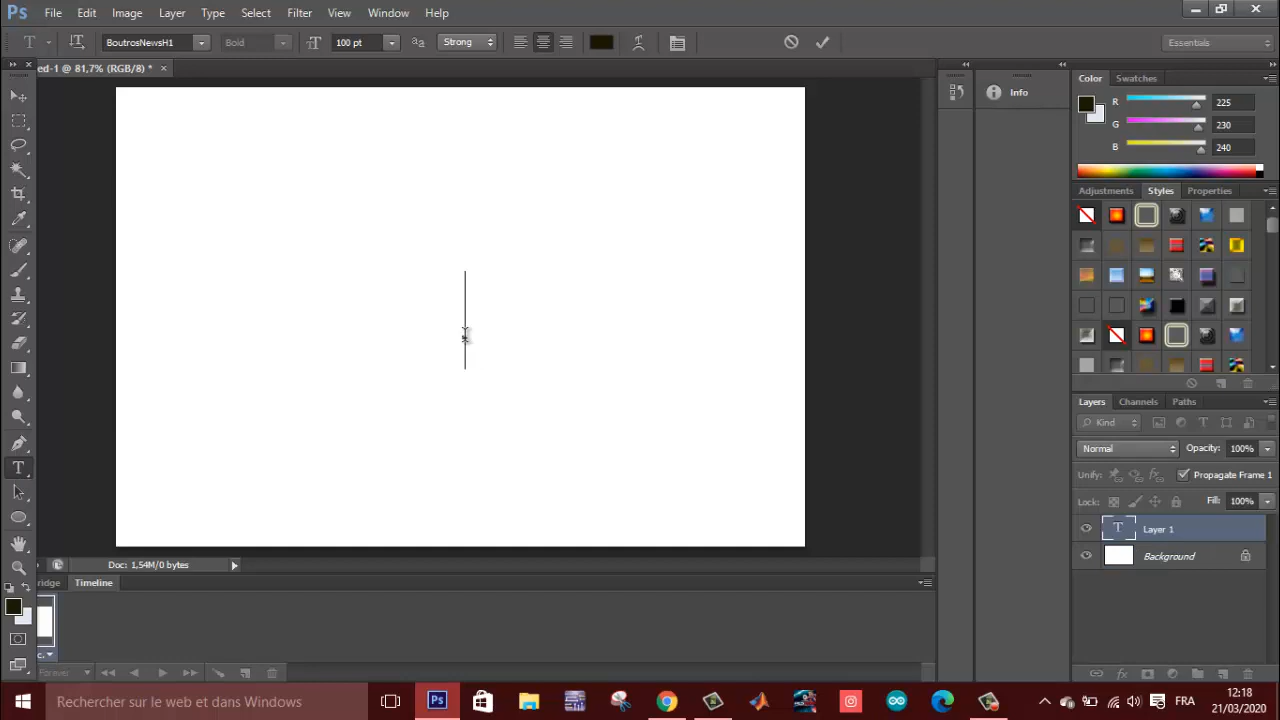 Ps File Edit Image Layer Type Select Filter View Window Help
T BoutrosNewsH1 Bold 100 pt Strong Essentials
ed-1 @ 81,7% (RGB/8) *
Info
Color Swatches
R 225
G 230
B 240
Adjustments Styles Properties
Layers Channels Paths
Kind
Normal Opacity: 100%
Unify: Propagate Frame 1
Lock: Fill: 100%
T Layer 1
Background
Doc: 1,54M/0 bytes
ridge Timeline
c.
Forever
Rechercher sur le web et dans Windows
Ps
FRA
12:18
21/03/2020